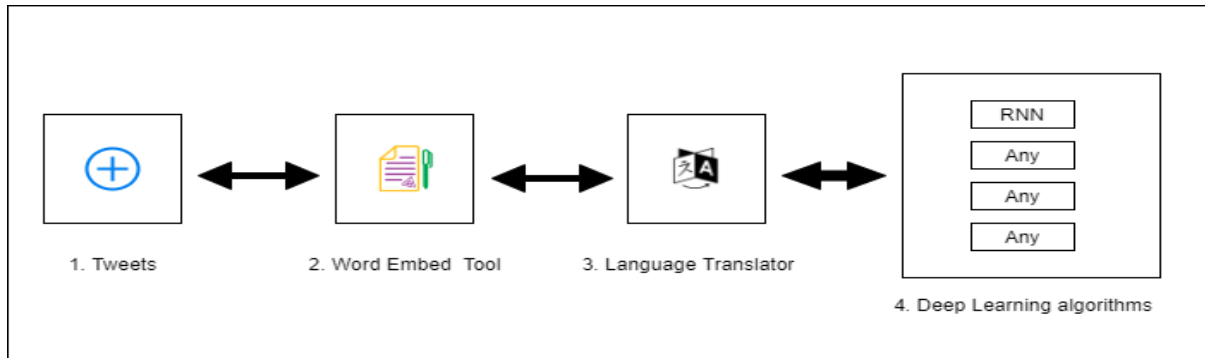 RNN
Any
Any
Any
1. Tweets
2. Word Embed Tool
3. Language Translator
4. Deep Learning algorithms